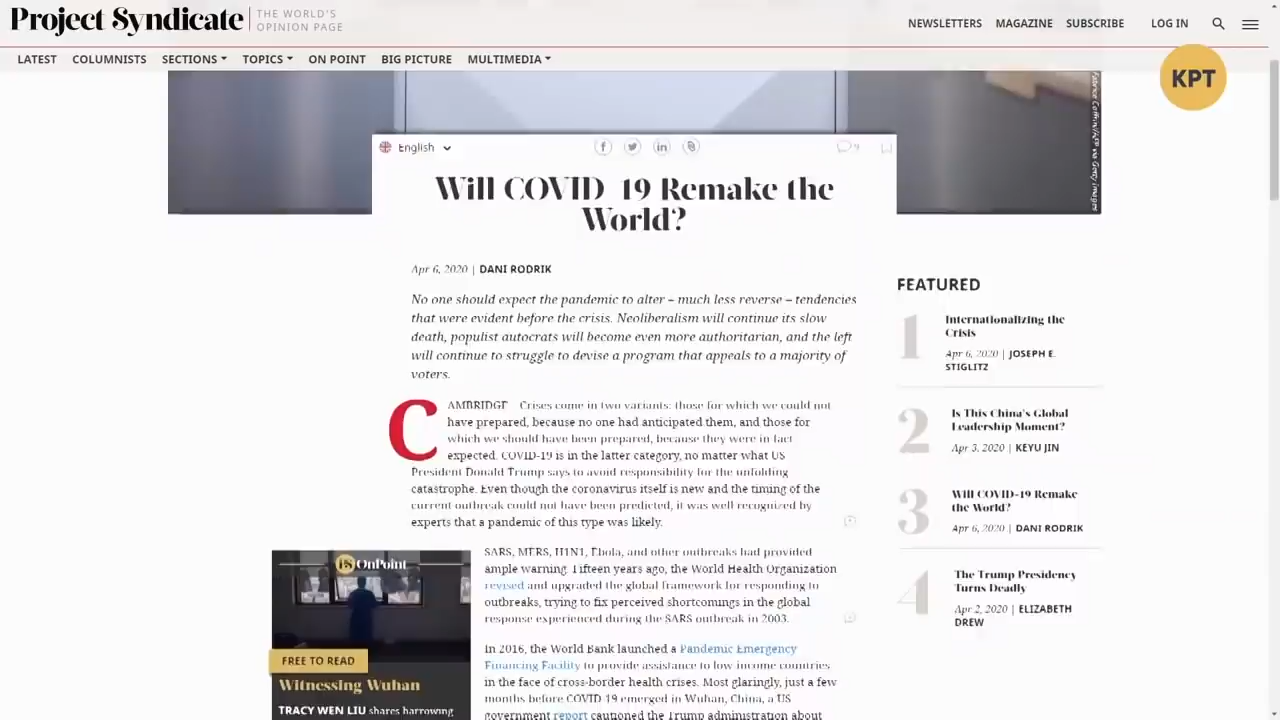 Project Syndicate
THE WORLD'S
OPINION PAGE
NEWSLETTERS MAGAZINE SUBSCRIBE LOG IN
LATEST COLUMNISTS SECTIONS TOPICS ON POINT BIG PICTURE MULTIMEDIA
KPT
Fabrice Coffrini/AFP via Getty Images
English
9
Will COVID-19 Remake the
World?
Apr 6, 2020 | DANI RODRIK
No one should expect the pandemic to alter – much less reverse – tendencies
that were evident before the crisis. Neoliberalism will continue its slow
death, populist autocrats will become even more authoritarian, and the left
will continue to struggle to devise a program that appeals to a majority of
voters.
CAMBRIDGE – Crises come in two variants: those for which we could not
have prepared, because no one had anticipated them, and those for
which we should have been prepared, because they were in fact
expected. COVID-19 is in the latter category, no matter what US
President Donald Trump says to avoid responsibility for the unfolding
catastrophe. Even though the coronavirus itself is new and the timing of the
current outbreak could not have been predicted, it was well recognized by
experts that a pandemic of this type was likely.
SARS, MERS, H1N1, Ebola, and other outbreaks had provided
ample warning. Fifteen years ago, the World Health Organization
revised and upgraded the global framework for responding to
outbreaks, trying to fix perceived shortcomings in the global
response experienced during the SARS outbreak in 2003.
In 2016, the World Bank launched a Pandemic Emergency
Financing Facility to provide assistance to low-income countries
in the face of cross-border health crises. Most glaringly, just a few
months before COVID-19 emerged in Wuhan, China, a US
government report cautioned the Trump administration about
PS OnPoint
FREE TO READ
Witnessing Wuhan
TRACY WEN LIU shares harrowing
FEATURED
1
Internationalizing the
Crisis
Apr 6, 2020 | JOSEPH E.
STIGLITZ
2
Is This China's Global
Leadership Moment?
Apr 3, 2020 | KEYU JIN
3
Will COVID-19 Remake
the World?
Apr 6, 2020 | DANI RODRIK
4
The Trump Presidency
Turns Deadly
Apr 2, 2020 | ELIZABETH
DREW